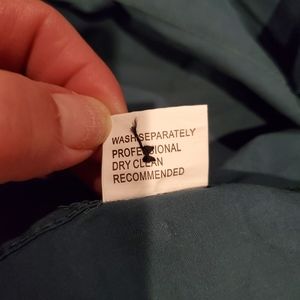 WASH SEPARATELY
PROFESSIONAL
DRY CLEAN
RECOMMENDED